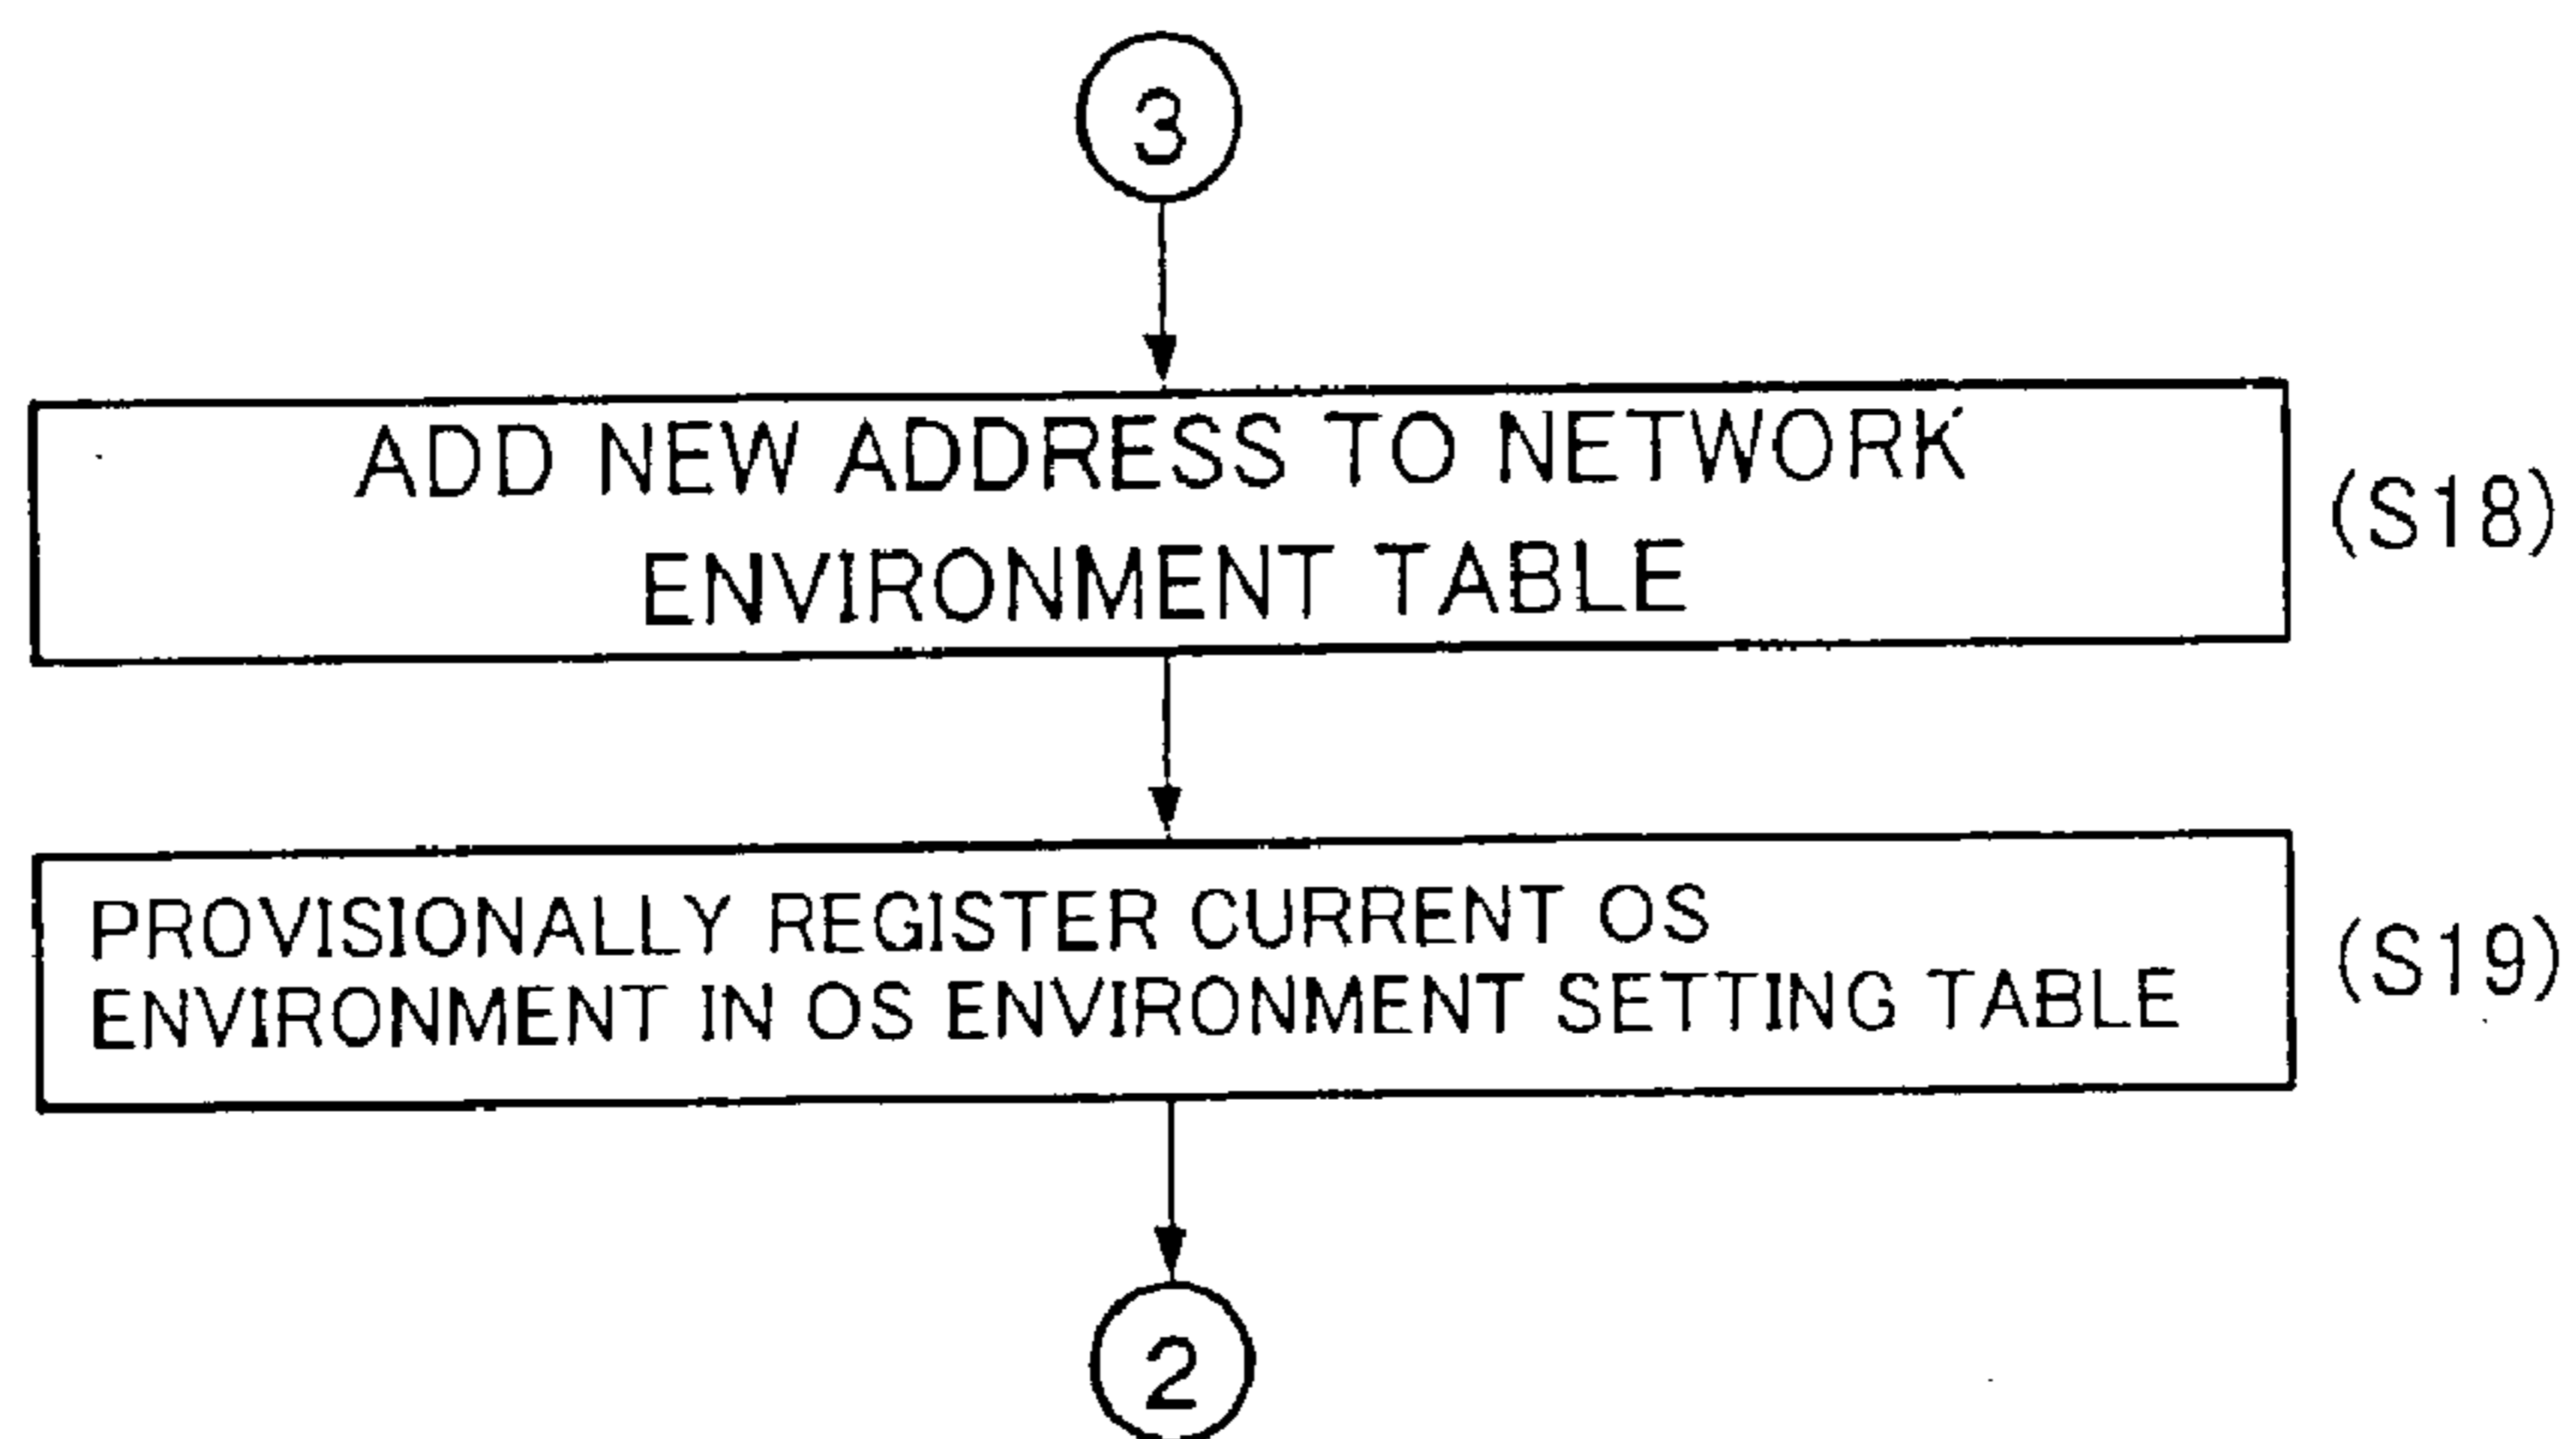 3
ADD NEW ADDRESS TO NETWORK
ENVIRONMENT TABLE
(S18)
PROVISIONALLY REGISTER CURRENT OS
ENVIRONMENT IN OS ENVIRONMENT SETTING TABLE
(S19)
2